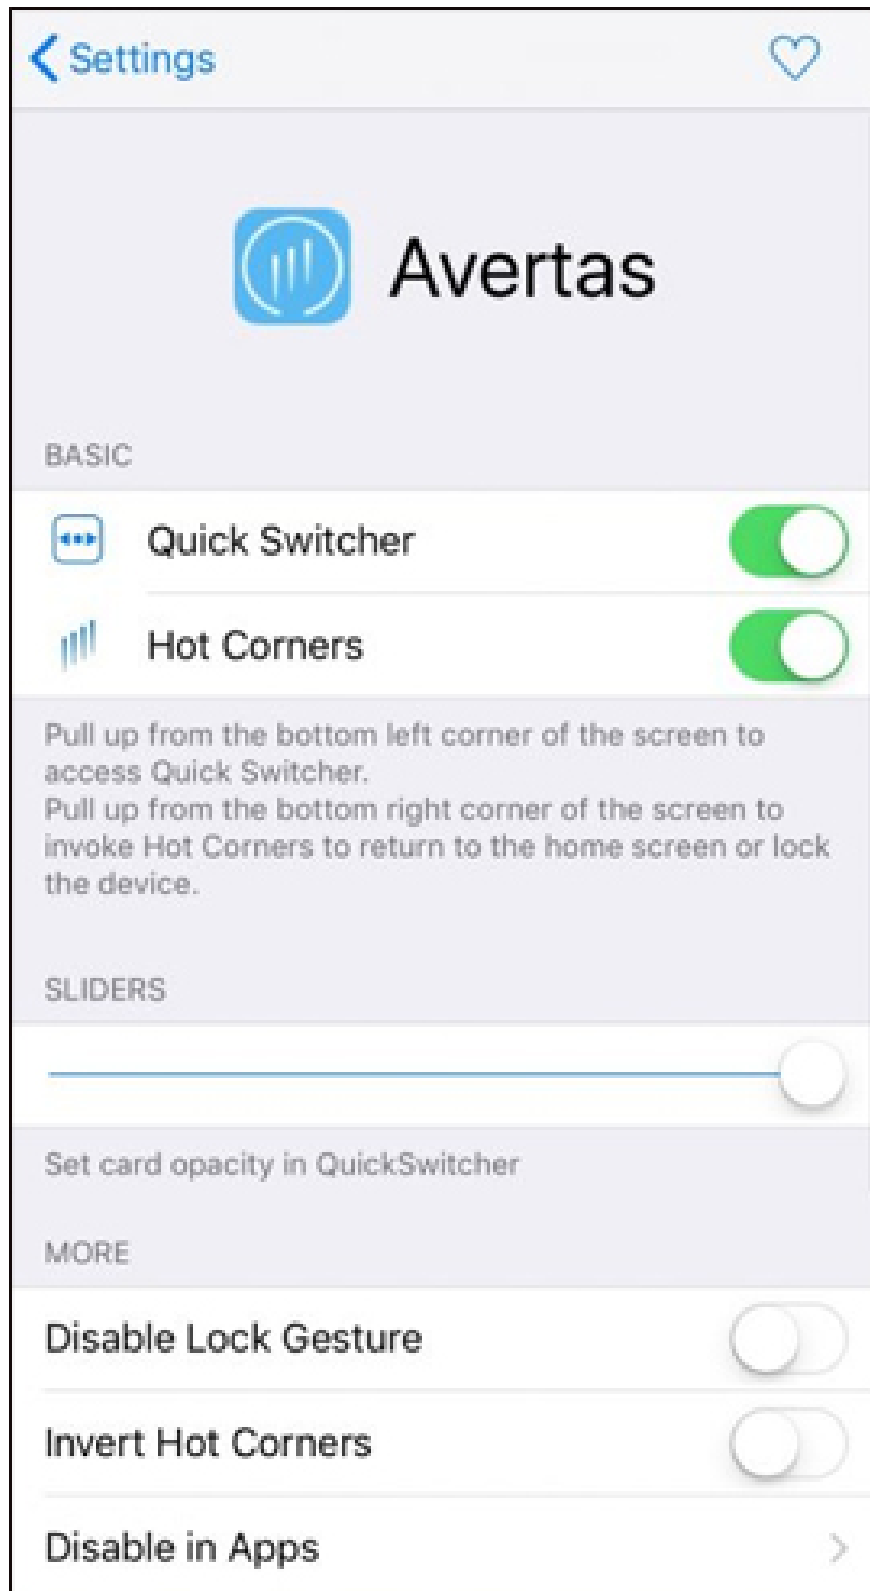 Settings
Avertas
BASIC
Quick Switcher
Hot Corners
Pull up from the bottom left corner of the screen to
access Quick Switcher.
Pull up from the bottom right corner of the screen to
invoke Hot Corners to return to the home screen or lock
the device.
SLIDERS
Set card opacity in QuickSwitcher
MORE
Disable Lock Gesture
Invert Hot Corners
Disable in Apps